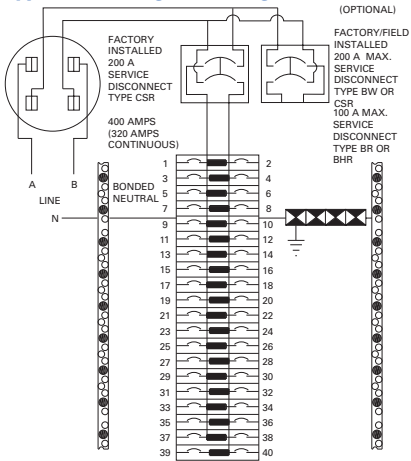 (OPTIONAL)
FACTORY
INSTALLED
200 A
SERVICE
DISCONNECT
TYPE CSR
400 AMPS
(320 AMPS
CONTINUOUS)
FACTORY/FIELD
INSTALLED
200 A MAX.
SERVICE
DISCONNECT
TYPE BW OR
CSR
100 A MAX.
SERVICE
DISCONNECT
TYPE BR OR
BHR
A B
LINE
N
BONDED
NEUTRAL
1 2
3 4
5 6
7 8
9 10
11 12
13 14
15 16
17 18
19 20
21 22
23 24
25 26
27 28
29 30
31 32
33 34
35 36
37 38
39 40